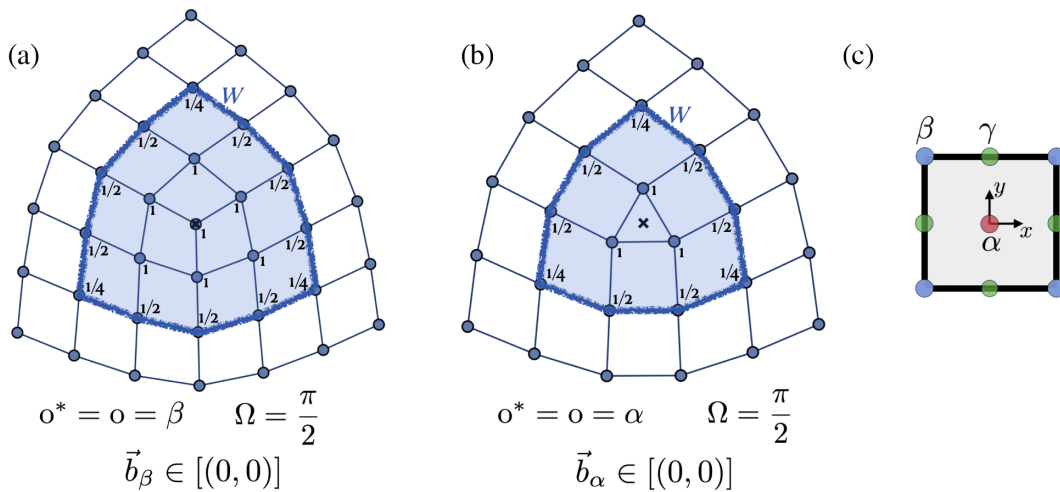 (a)
W
1/4
1/2 1/2
1
1/2 1/2
1 1
1
1/2 1/2
1 1
1/4 1 1/4
1/2 1/2 1/2
o* = o = β Ω = π/2
b⃗_β ∈ [(0, 0)]
(b)
W
1/4
1/2 1/2
1
1/2 1/2
1 1
1/4 1/4
1/2 1/2
o* = o = α Ω = π/2
b⃗_α ∈ [(0, 0)]
(c)
β γ
y
x
α